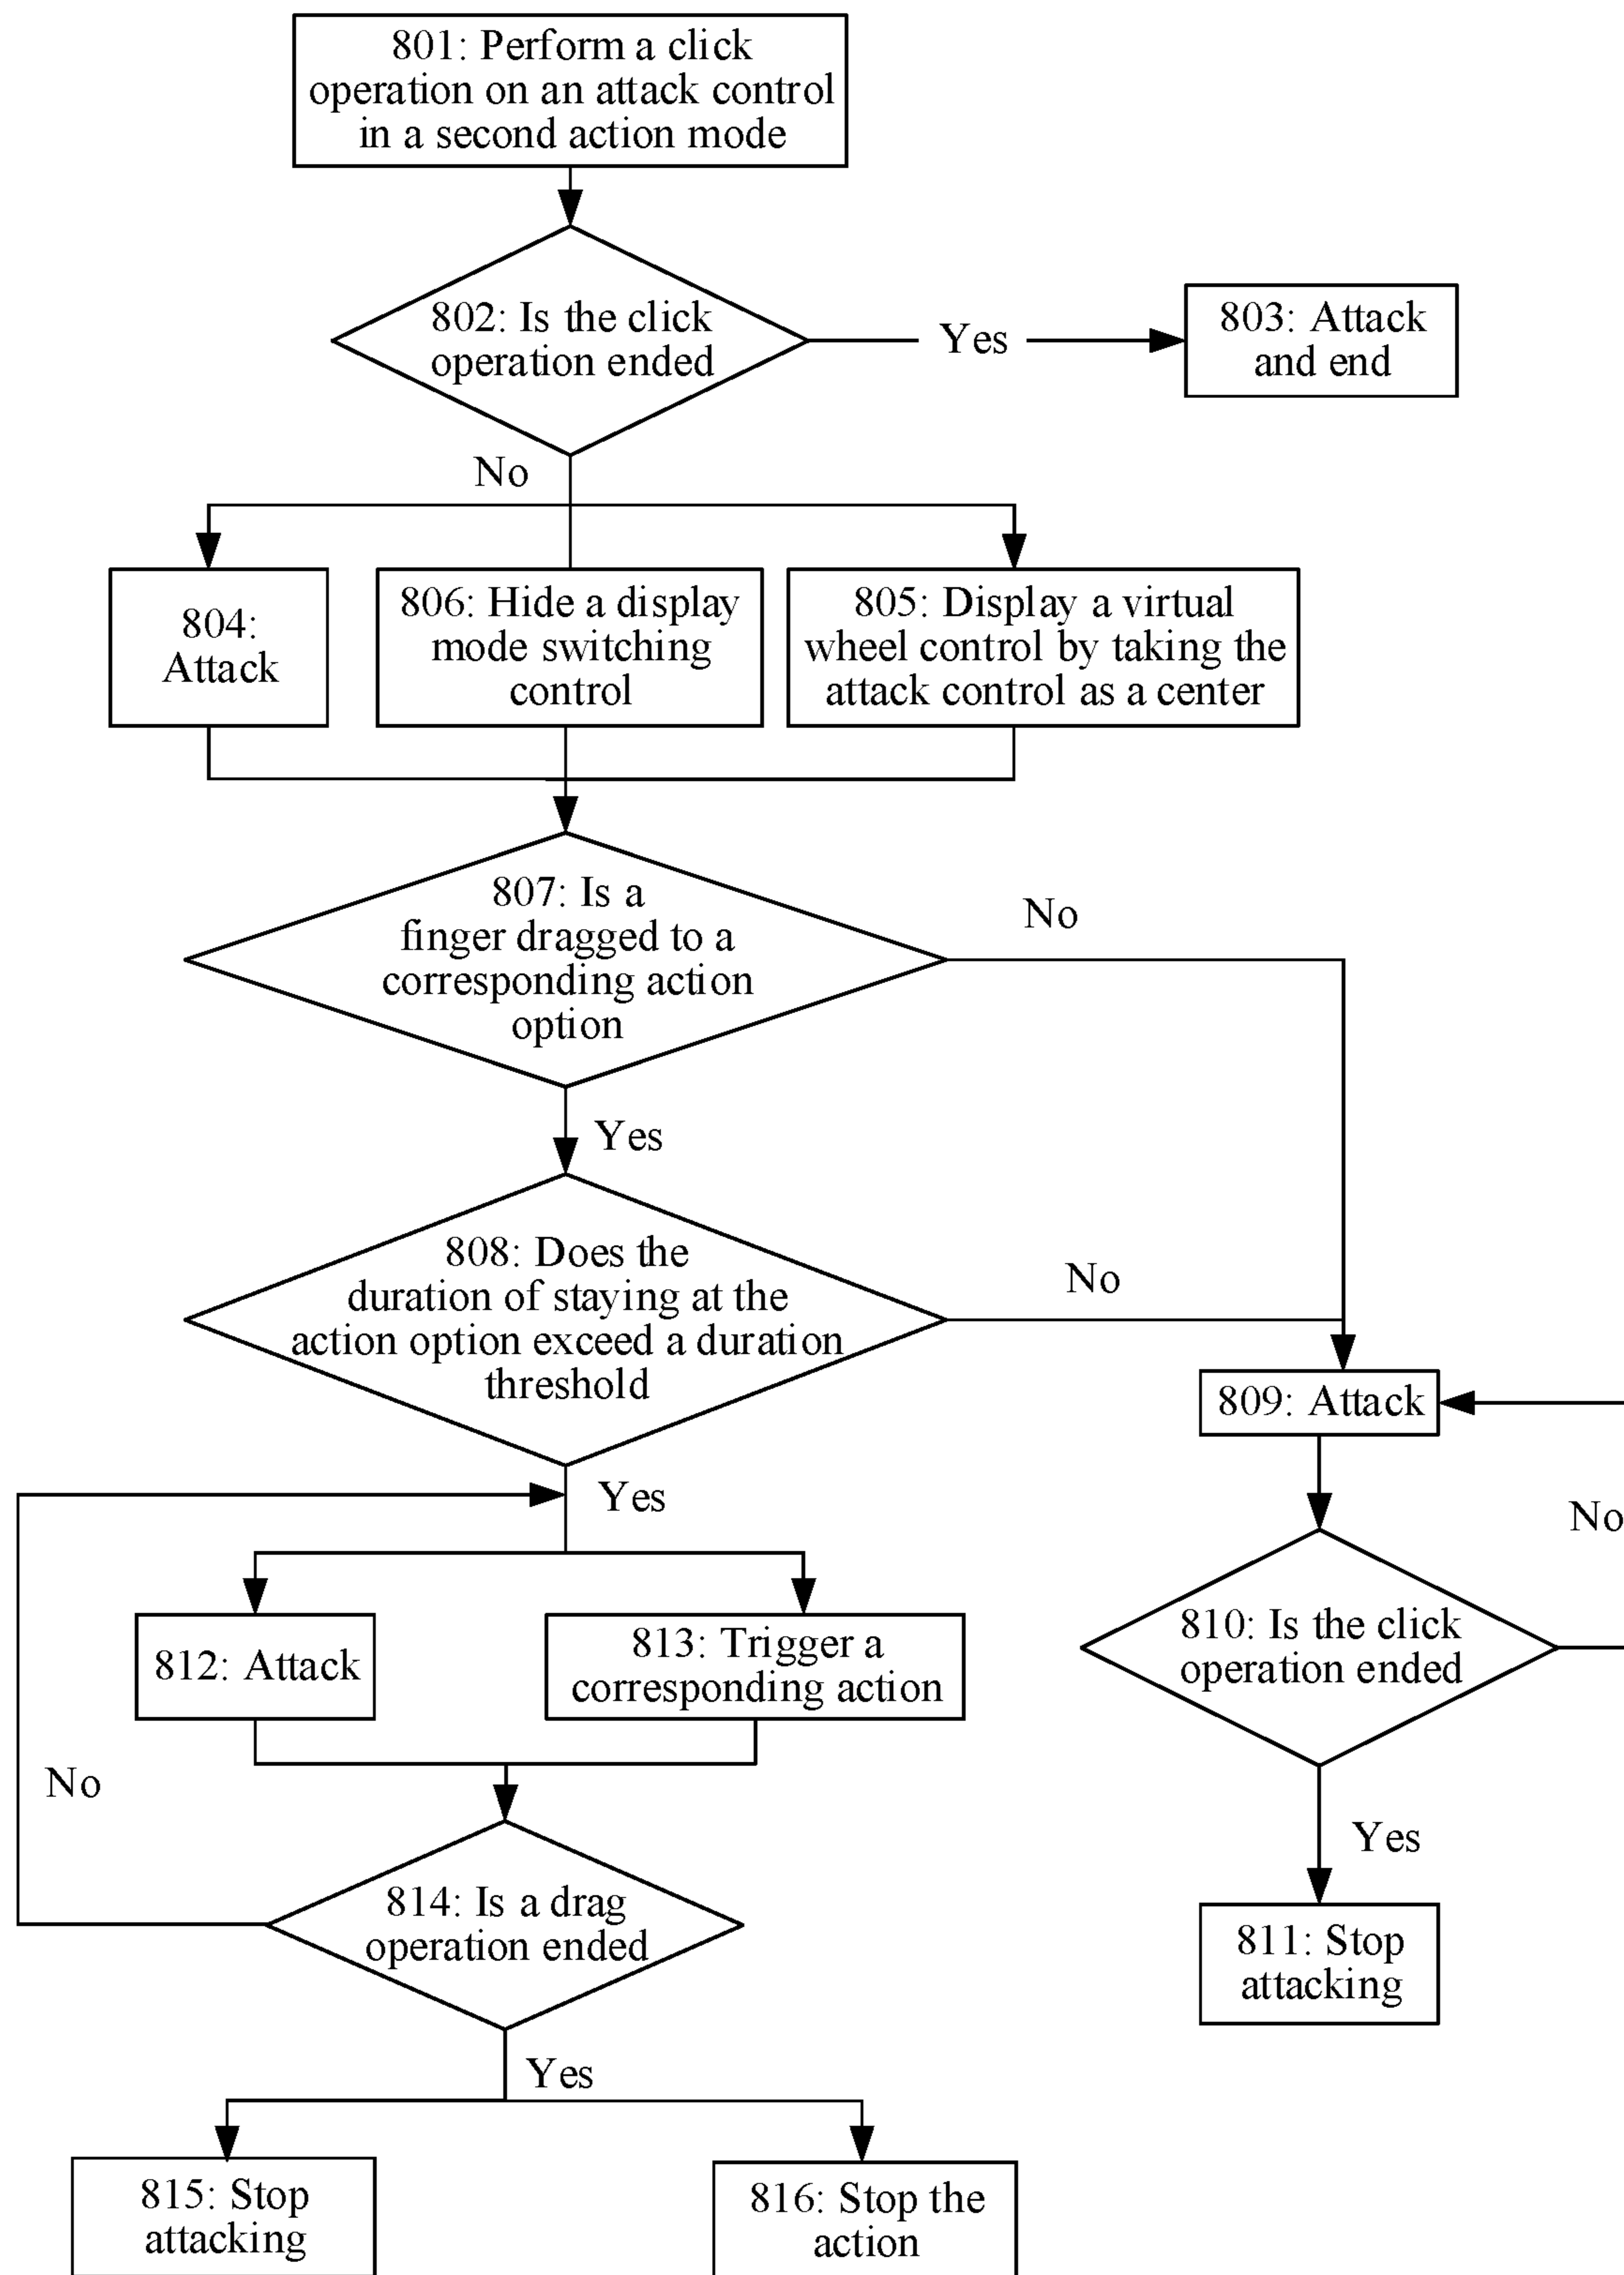 801: Perform a click
operation on an attack control
in a second action mode
802: Is the click
operation ended
Yes
803: Attack
and end
No
804:
Attack
806: Hide a display
mode switching
control
805: Display a virtual
wheel control by taking the
attack control as a center
807: Is a
finger dragged to a
corresponding action
option
No
Yes
808: Does the
duration of staying at the
action option exceed a duration
threshold
No
809: Attack
Yes
No
812: Attack
813: Trigger a
corresponding action
810: Is the click
operation ended
No
Yes
814: Is a drag
operation ended
811: Stop
attacking
Yes
815: Stop
attacking
816: Stop the
action